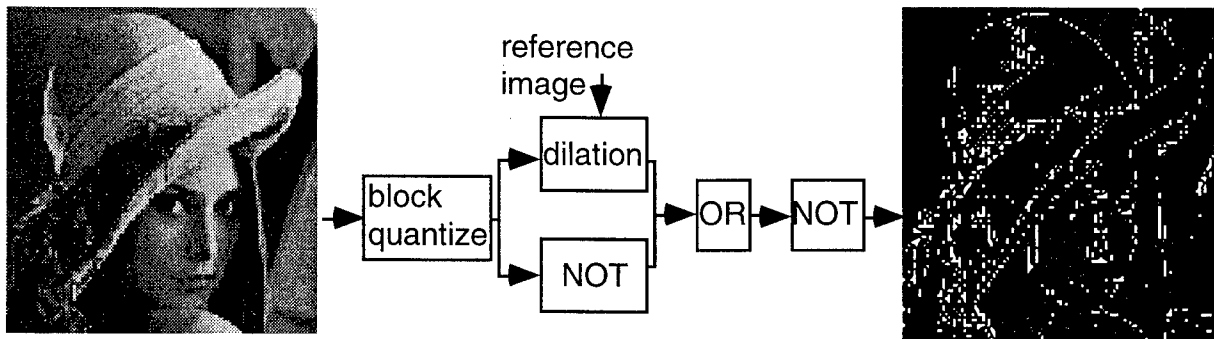 reference
image
dilation
block
quantize
NOT
OR
NOT